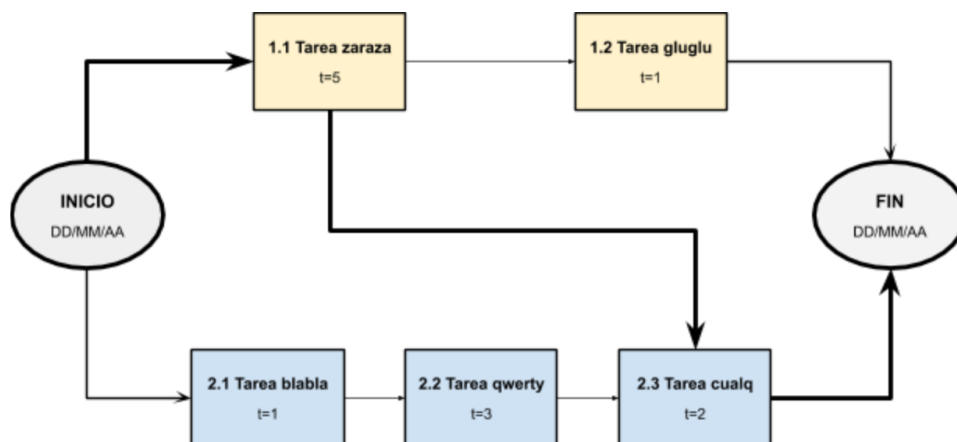 1.1 Tarea zaraza
t=5
1.2 Tarea gluglu
t=1
INICIO
DD/MM/AA
FIN
DD/MM/AA
2.1 Tarea blabla
t=1
2.2 Tarea qwerty
t=3
2.3 Tarea cualq
t=2